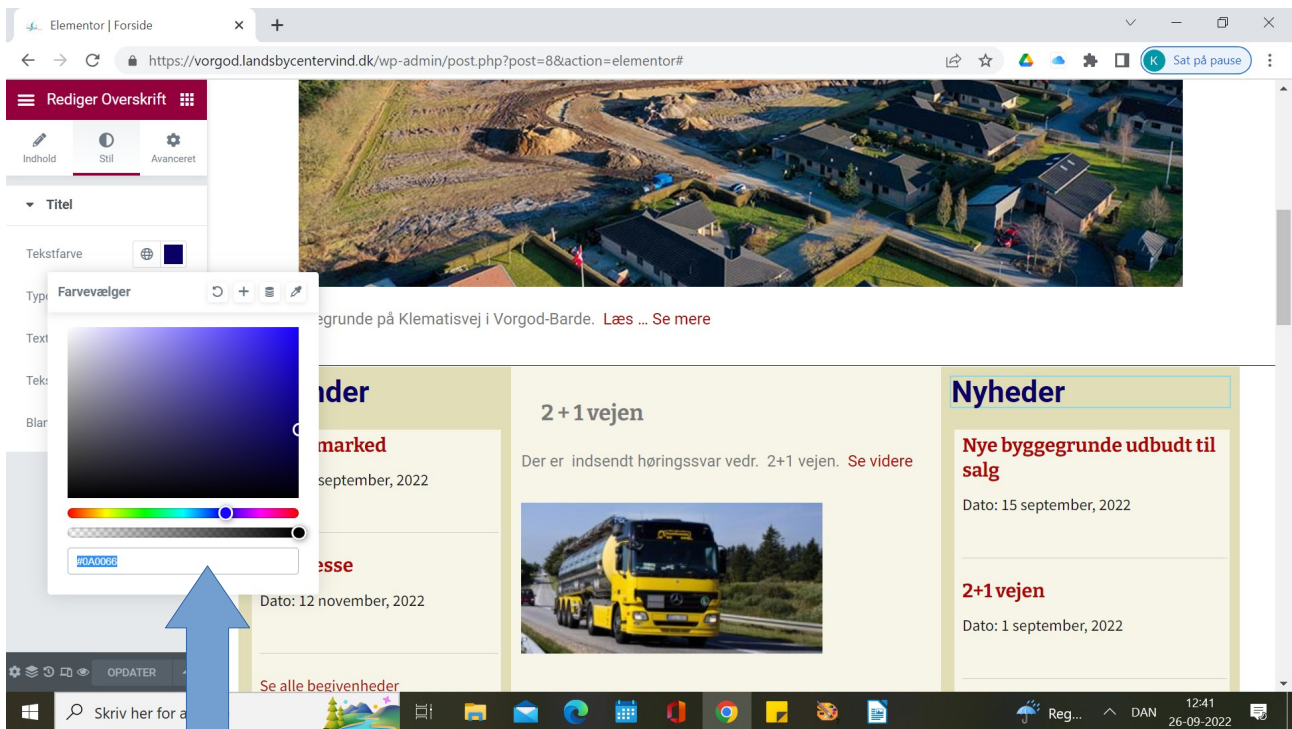 Elementor | Forside
https://vorgod.landsbycentervind.dk/wp-admin/post.php?post=8&action=elementor#
K Sat på pause
Rediger Overskrift
Indhold Stil Avanceret
Titel
Tekstfarve
Farvevælger
#0A0066
OPDATER
egrunde på Klematisvej i Vorgod-Barde. Læs ... Se mere
nder
marked
september, 2022
esse
Dato: 12 november, 2022
Se alle begivenheder
2 + 1 vejen
Der er indsendt høringssvar vedr. 2+1 vejen. Se videre
Nyheder
Nye byggegrunde udbudt til
salg
Dato: 15 september, 2022
2+1 vejen
Dato: 1 september, 2022
Skriv her for a
Reg...
DAN
12:41
26-09-2022